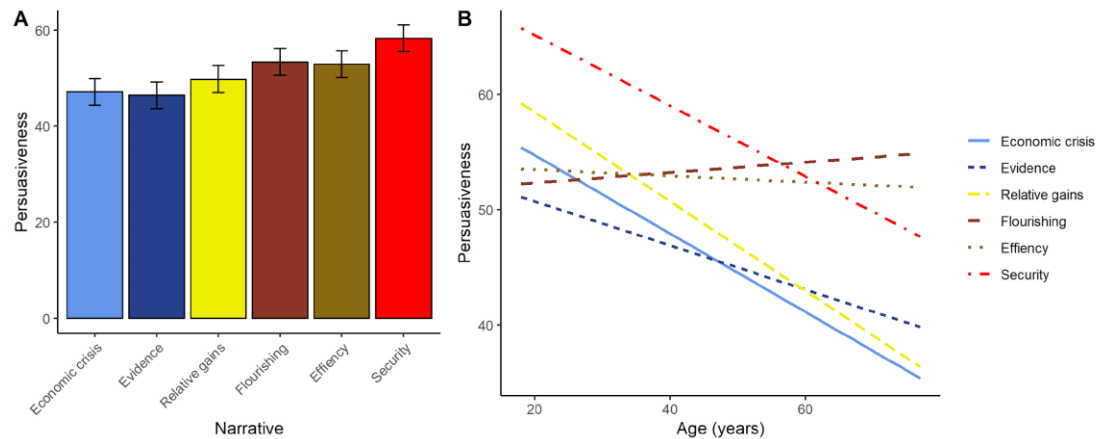 A
Persuasiveness
60
40
20
0
Economic crisis
Evidence
Relative gains
Flourishing
Effiency
Security
Narrative
B
Persuasiveness
60
50
40
20
40
60
Age (years)
Economic crisis
Evidence
Relative gains
Flourishing
Effiency
Security